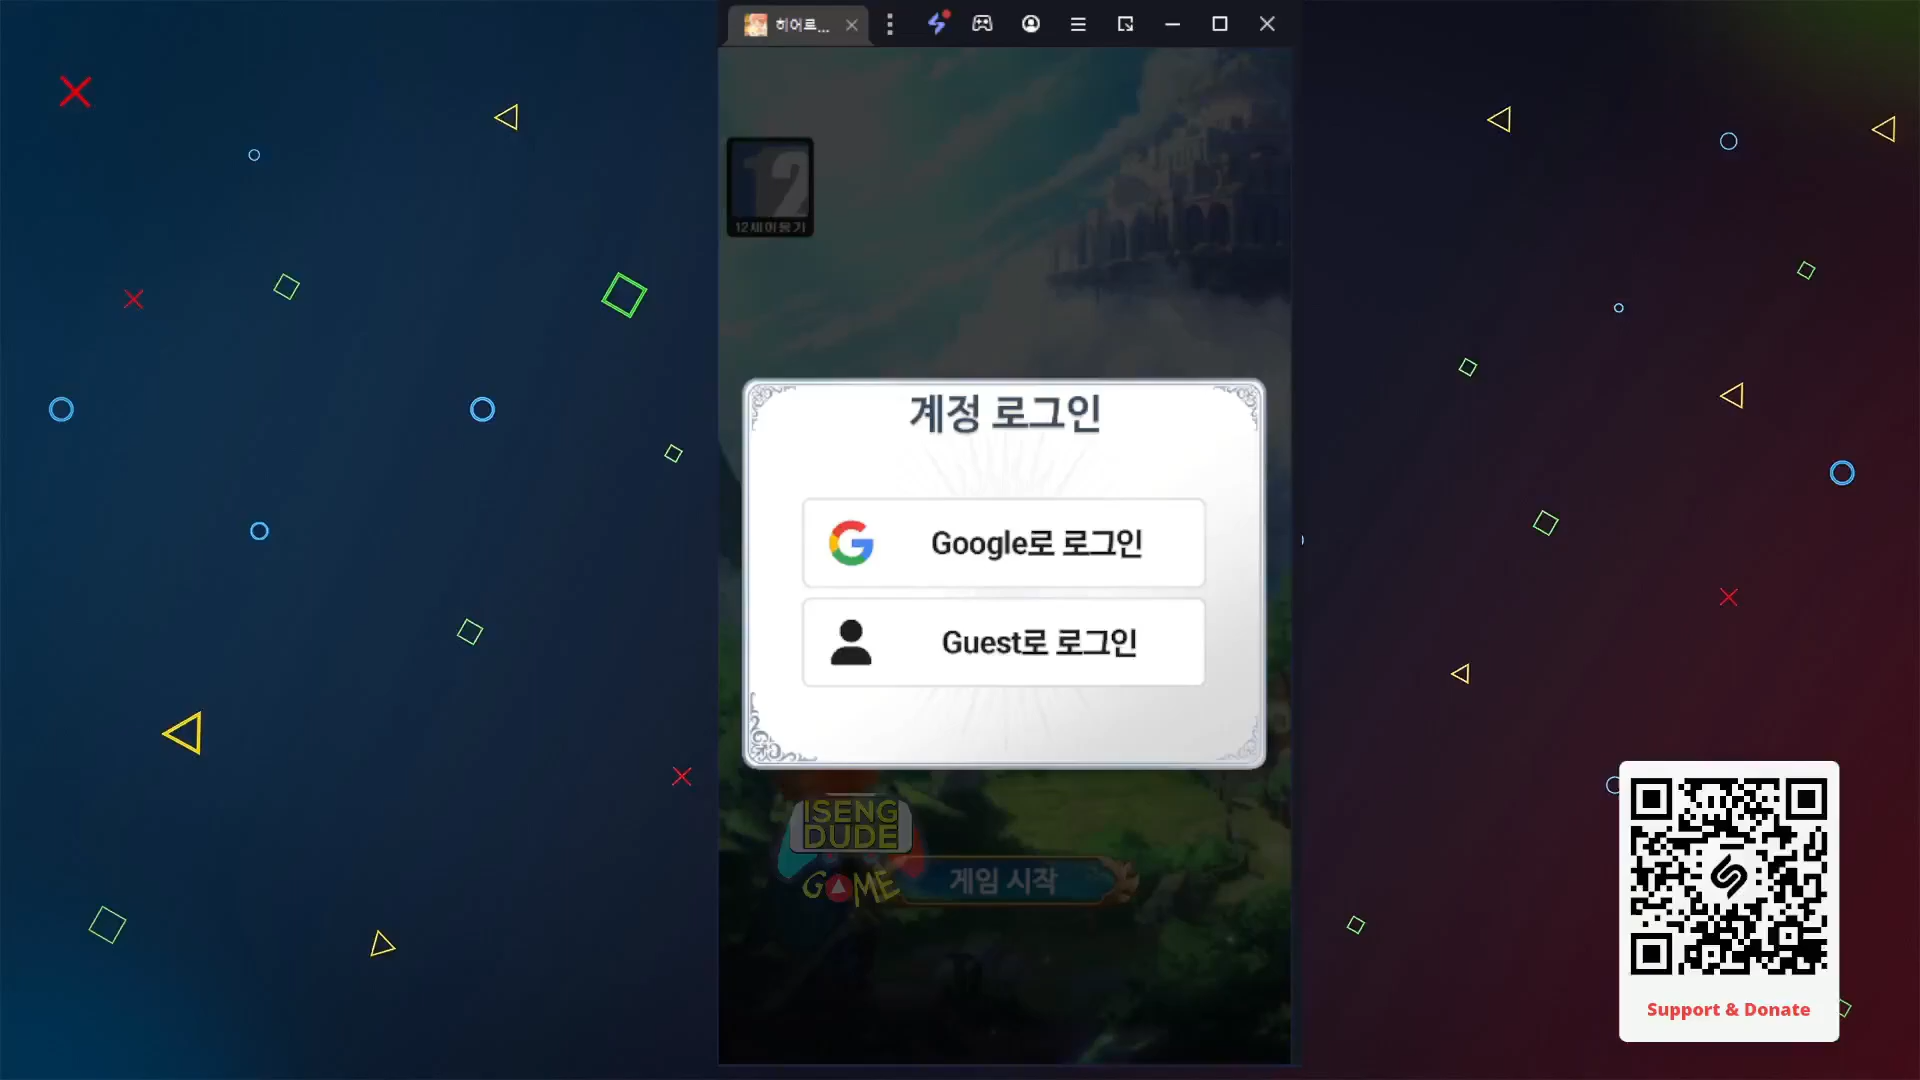 히어르...
12
12세이용가
계정 로그인
Google로 로그인
Guest로 로그인
ISENG
DUDE
GAME
게임 시작
Support & Donate